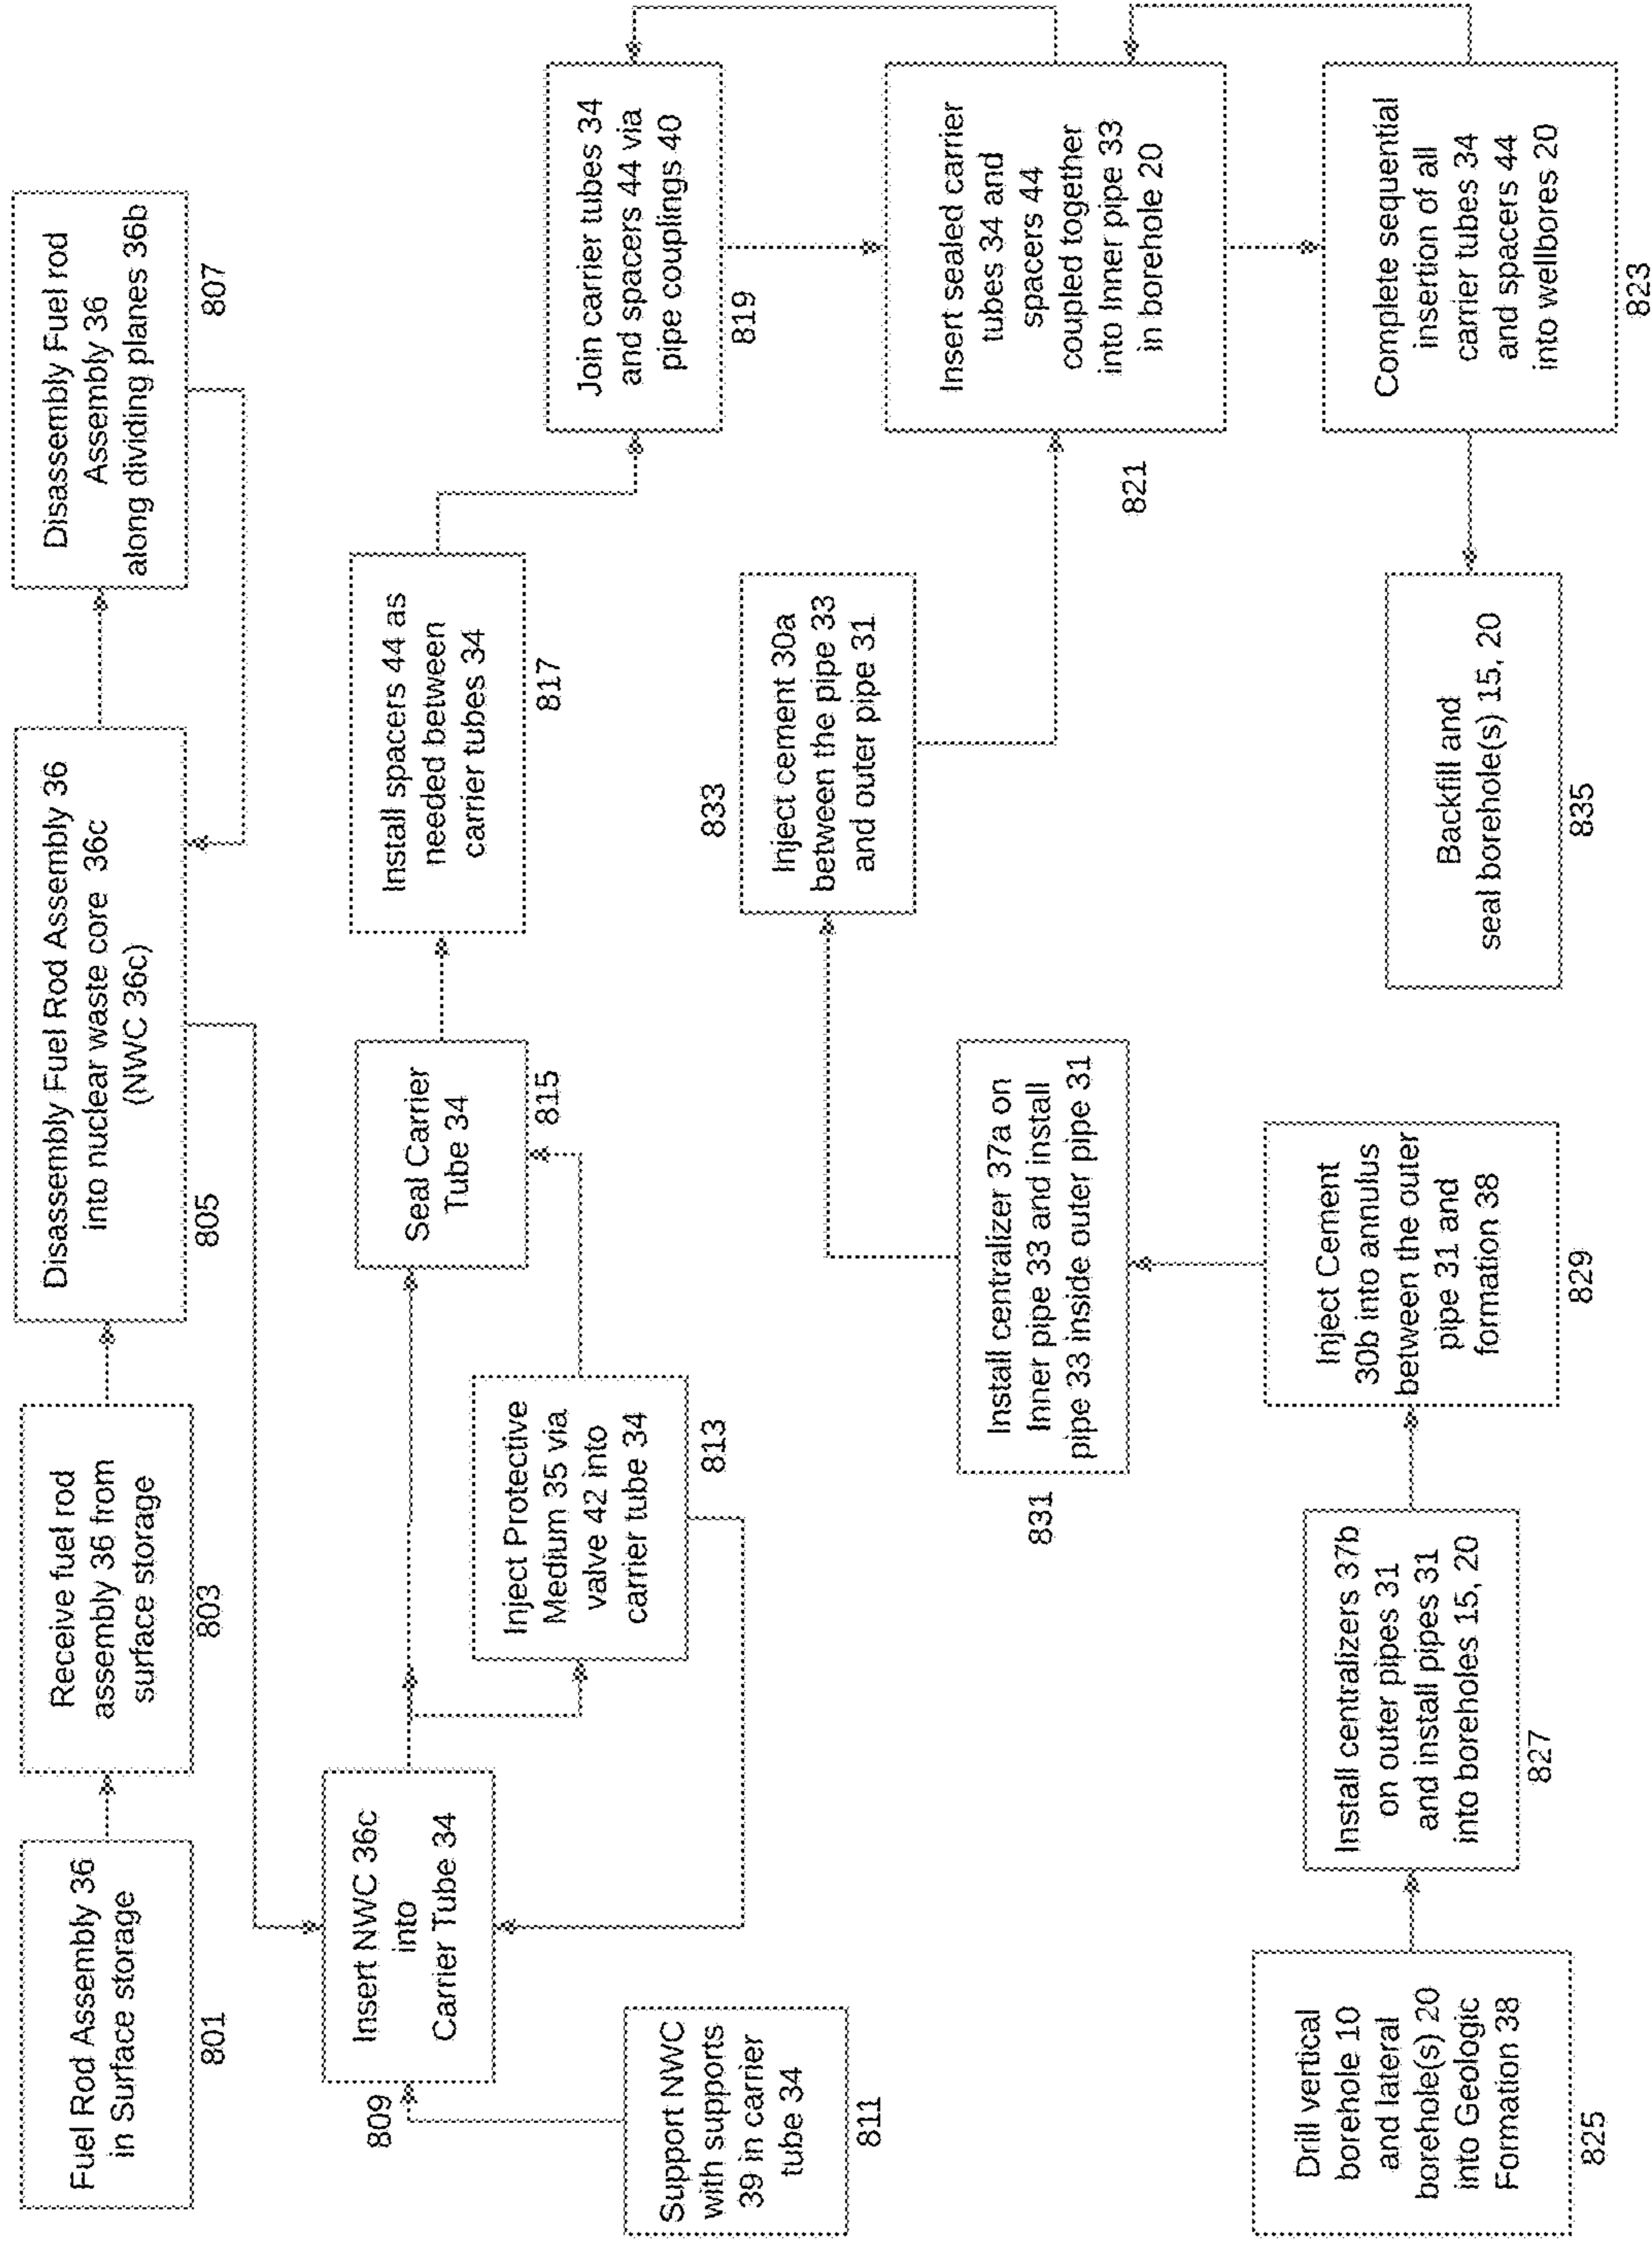 Fuel Rod Assembly 36
in Surface storage
801
Receive fuel rod
assembly 36 from
surface storage
803
Disassembly Fuel Rod Assembly 36
into nuclear waste core 36c
(NWC 36c)
805
Disassembly Fuel rod
Assembly 36
along dividing planes 36b
807
Insert NWC 36c
into
Carrier Tube 34
809
Support NWC
with supports
39 in carrier
tube 34
811
Inject Protective
Medium 35 via
valve 42 into
carrier tube 34
813
Seal Carrier
Tube 34
815
Install spacers 44 as
needed between
carrier tubes 34
817
Join carrier tubes 34
and spacers 44 via
pipe couplings 40
819
Insert sealed carrier
tubes 34 and
spacers 44
coupled together
into Inner pipe 33
in borehole 20
821
Complete sequential
insertion of all
carrier tubes 34
and spacers 44
into wellbores 20
823
Drill vertical
borehole 10
and lateral
borehole(s) 20
into Geologic
Formation 38
825
Install centralizers 37b
on outer pipes 31
and install pipes 31
into boreholes 15, 20
827
Inject Cement
30b into annulus
between the outer
pipe 31 and
formation 38
829
Install centralizer 37a on
Inner pipe 33 and install
pipe 33 inside outer pipe 31
831
Inject cement 30a
between the pipe 33
and outer pipe 31
833
Backfill and
seal borehole(s) 15, 20
835